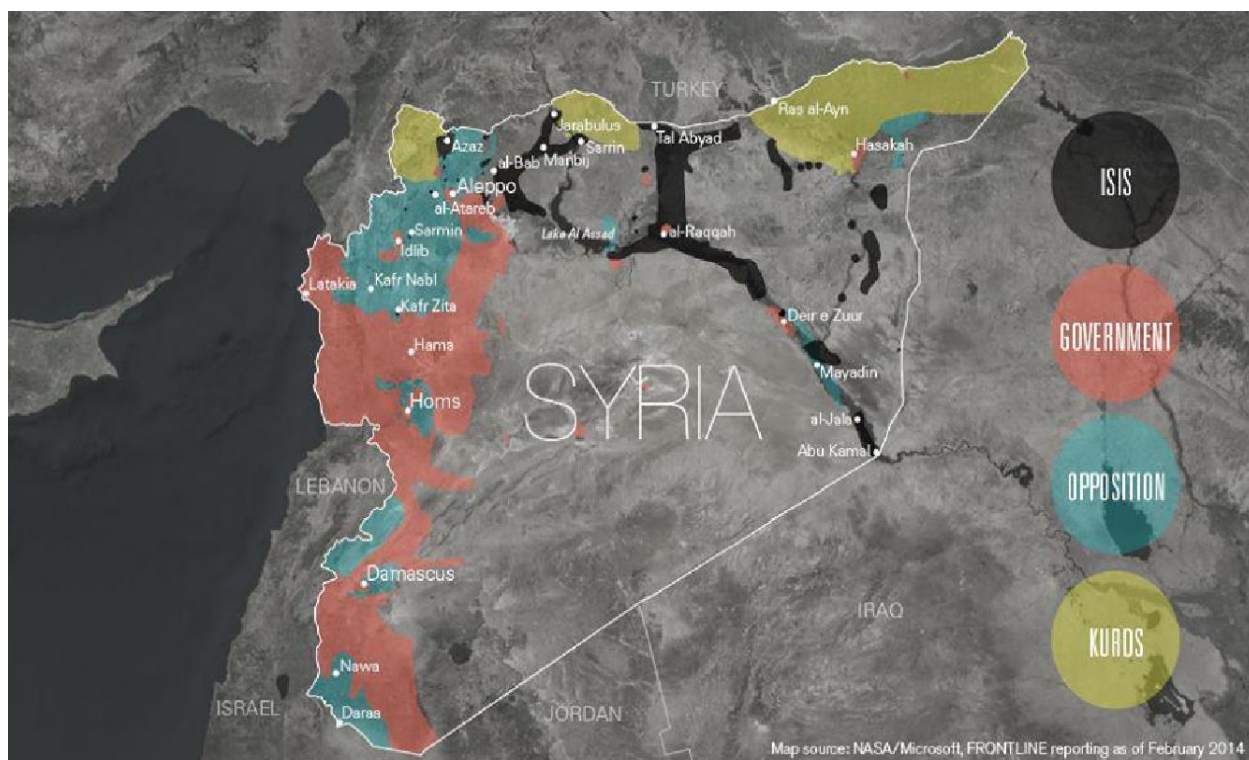 TURKEY
Ras al-Ayn
Jarabulus
Azaz
Tal Abyad
Manbij
Sarrin
al-Bab
Hasakah
Aleppo
al-Atareb
Sarmin
Idlib
Lake Al Assad
al-Raqqah
Latakia
Kafr Nabl
Kafr Zita
Deir e Zuur
Hama
Mayadin
SYRIA
Homs
al-Jala
Abu Kamal
LEBANON
Damascus
IRAQ
Nawa
ISRAEL
Daraa
JORDAN
ISIS
GOVERNMENT
OPPOSITION
KURDS
Map source: NASA/Microsoft, FRONTLINE reporting as of February 2014